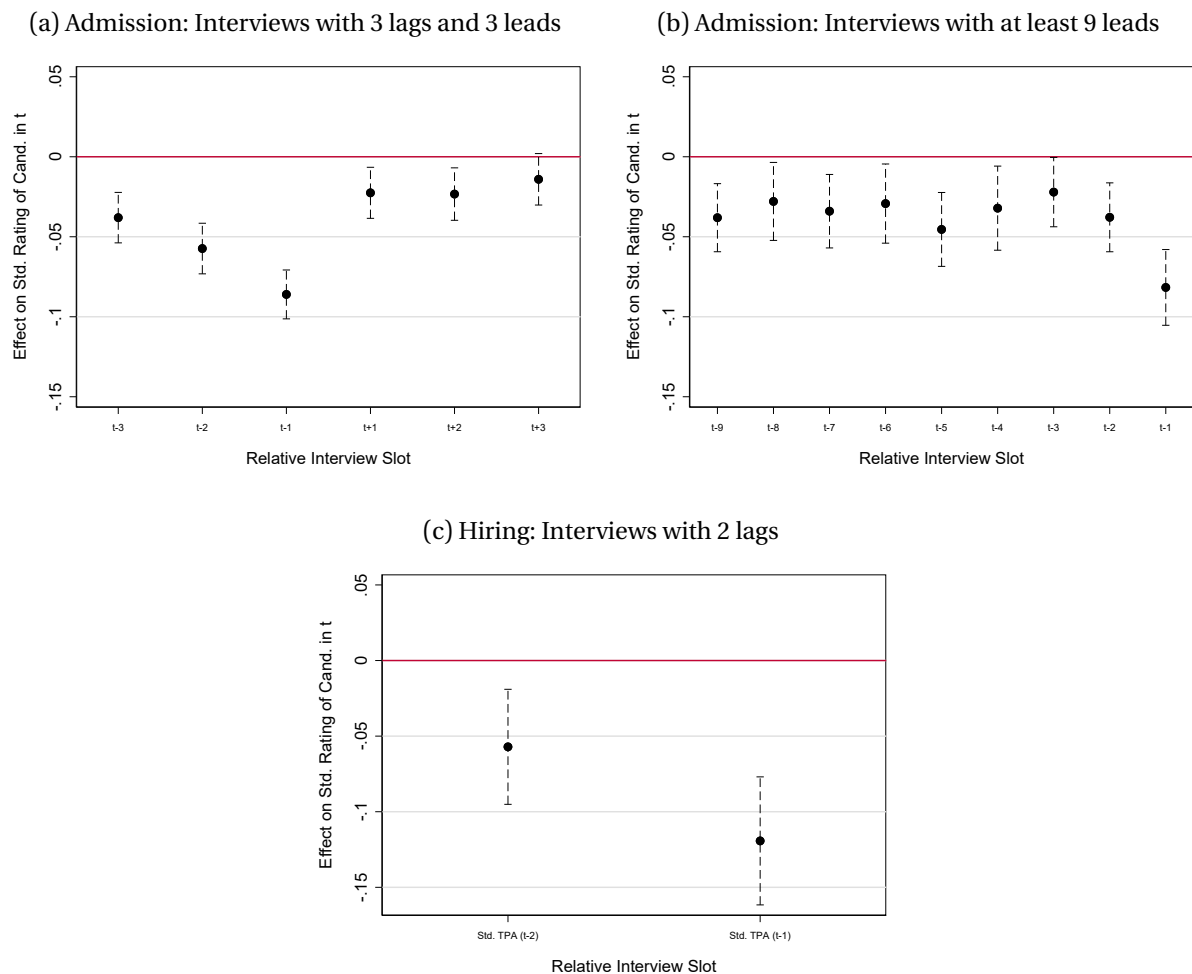 (a) Admission: Interviews with 3 lags and 3 leads
Effect on Std. Rating of Cand. in t
.05
0
-.05
-.1
-.15
t-3 t-2 t-1 t+1 t+2 t+3
Relative Interview Slot
(b) Admission: Interviews with at least 9 leads
Effect on Std. Rating of Cand. in t
.05
0
-.05
-.1
-.15
t-9 t-8 t-7 t-6 t-5 t-4 t-3 t-2 t-1
Relative Interview Slot
(c) Hiring: Interviews with 2 lags
Effect on Std. Rating of Cand. in t
.05
0
-.05
-.1
-.15
Std. TPA (t-2) Std. TPA (t-1)
Relative Interview Slot